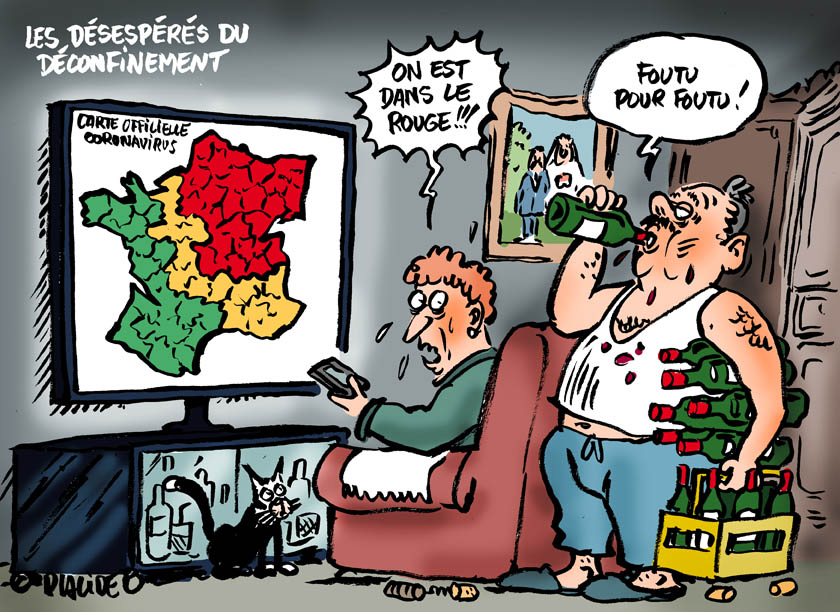 LES DÉSESPÉRÉS DU
DÉCONFINEMENT
CARTE OFFICIELLE
CORONAVIRUS
ON EST
DANS LE
ROUGE!!!
FOUTU
POUR FOUTU!
PLACIDE